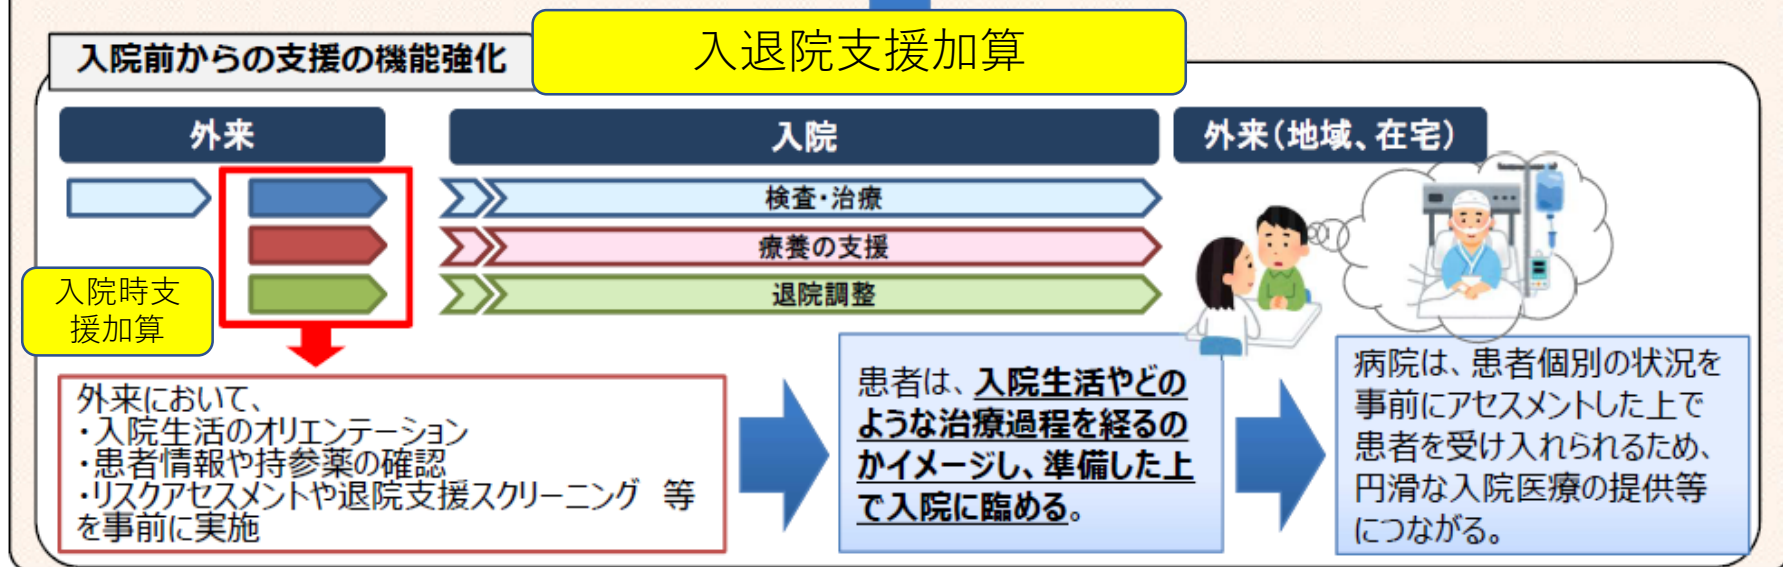 入退院支援加算
入院前からの支援の機能強化
外来
入院
外来(地域、在宅)
検査・治療
療養の支援
退院調整
入院時支
援加算
外来において、
・入院生活のオリエンテーション
・患者情報や持参薬の確認
・リスクアセスメントや退院支援スクリーニング 等
を事前に実施
患者は、入院生活やどの
ような治療過程を経るの
かイメージし、準備した上
で入院に臨める。
病院は、患者個別の状況を
事前にアセスメントした上で
患者を受け入れられるため、
円滑な入院医療の提供等
につながる。